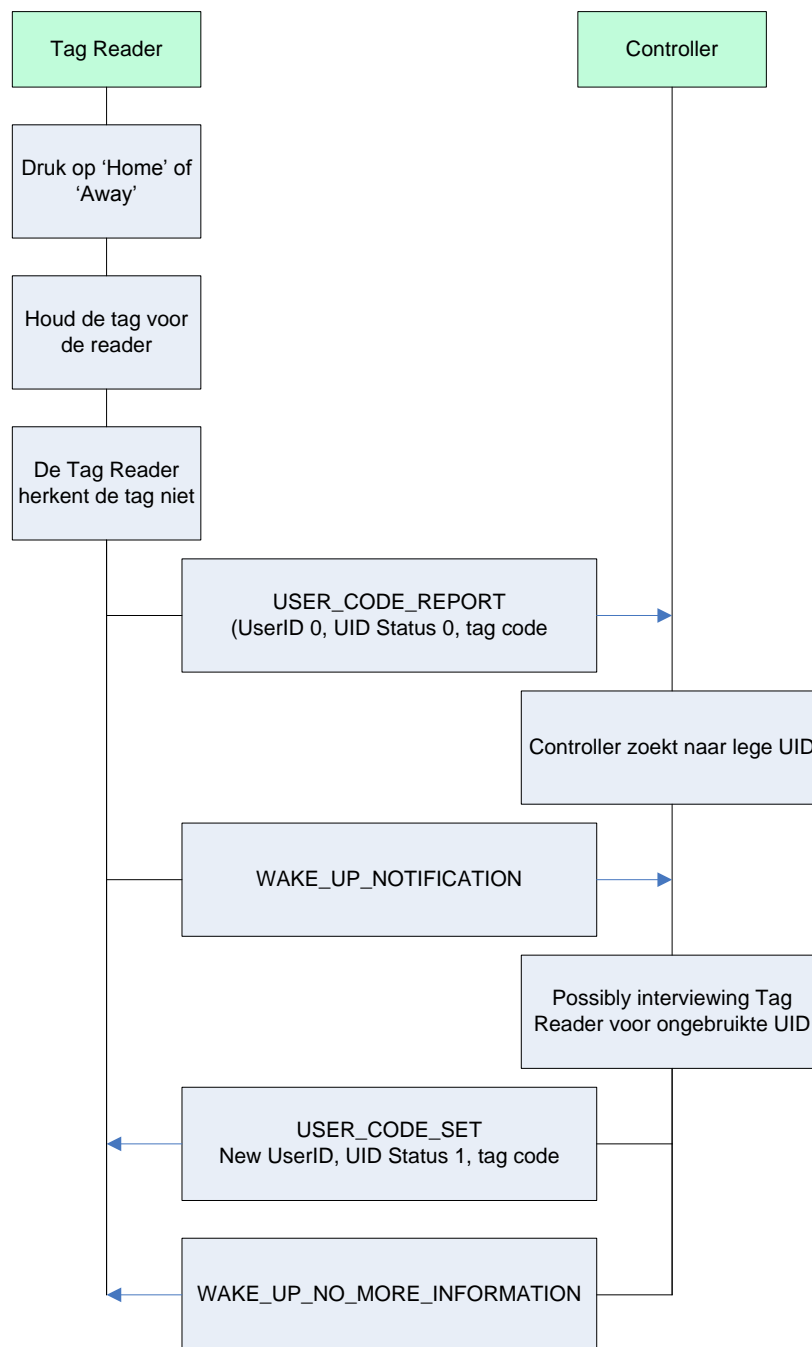 Tag Reader
Controller
Druk op ‘Home’ of
‘Away’
Houd de tag voor
de reader
De Tag Reader
herkent de tag niet
USER_CODE_REPORT
(UserID 0, UID Status 0, tag code
Controller zoekt naar lege UID
WAKE_UP_NOTIFICATION
Possibly interviewing Tag
Reader voor ongebruikte UID
USER_CODE_SET
New UserID, UID Status 1, tag code
WAKE_UP_NO_MORE_INFORMATION